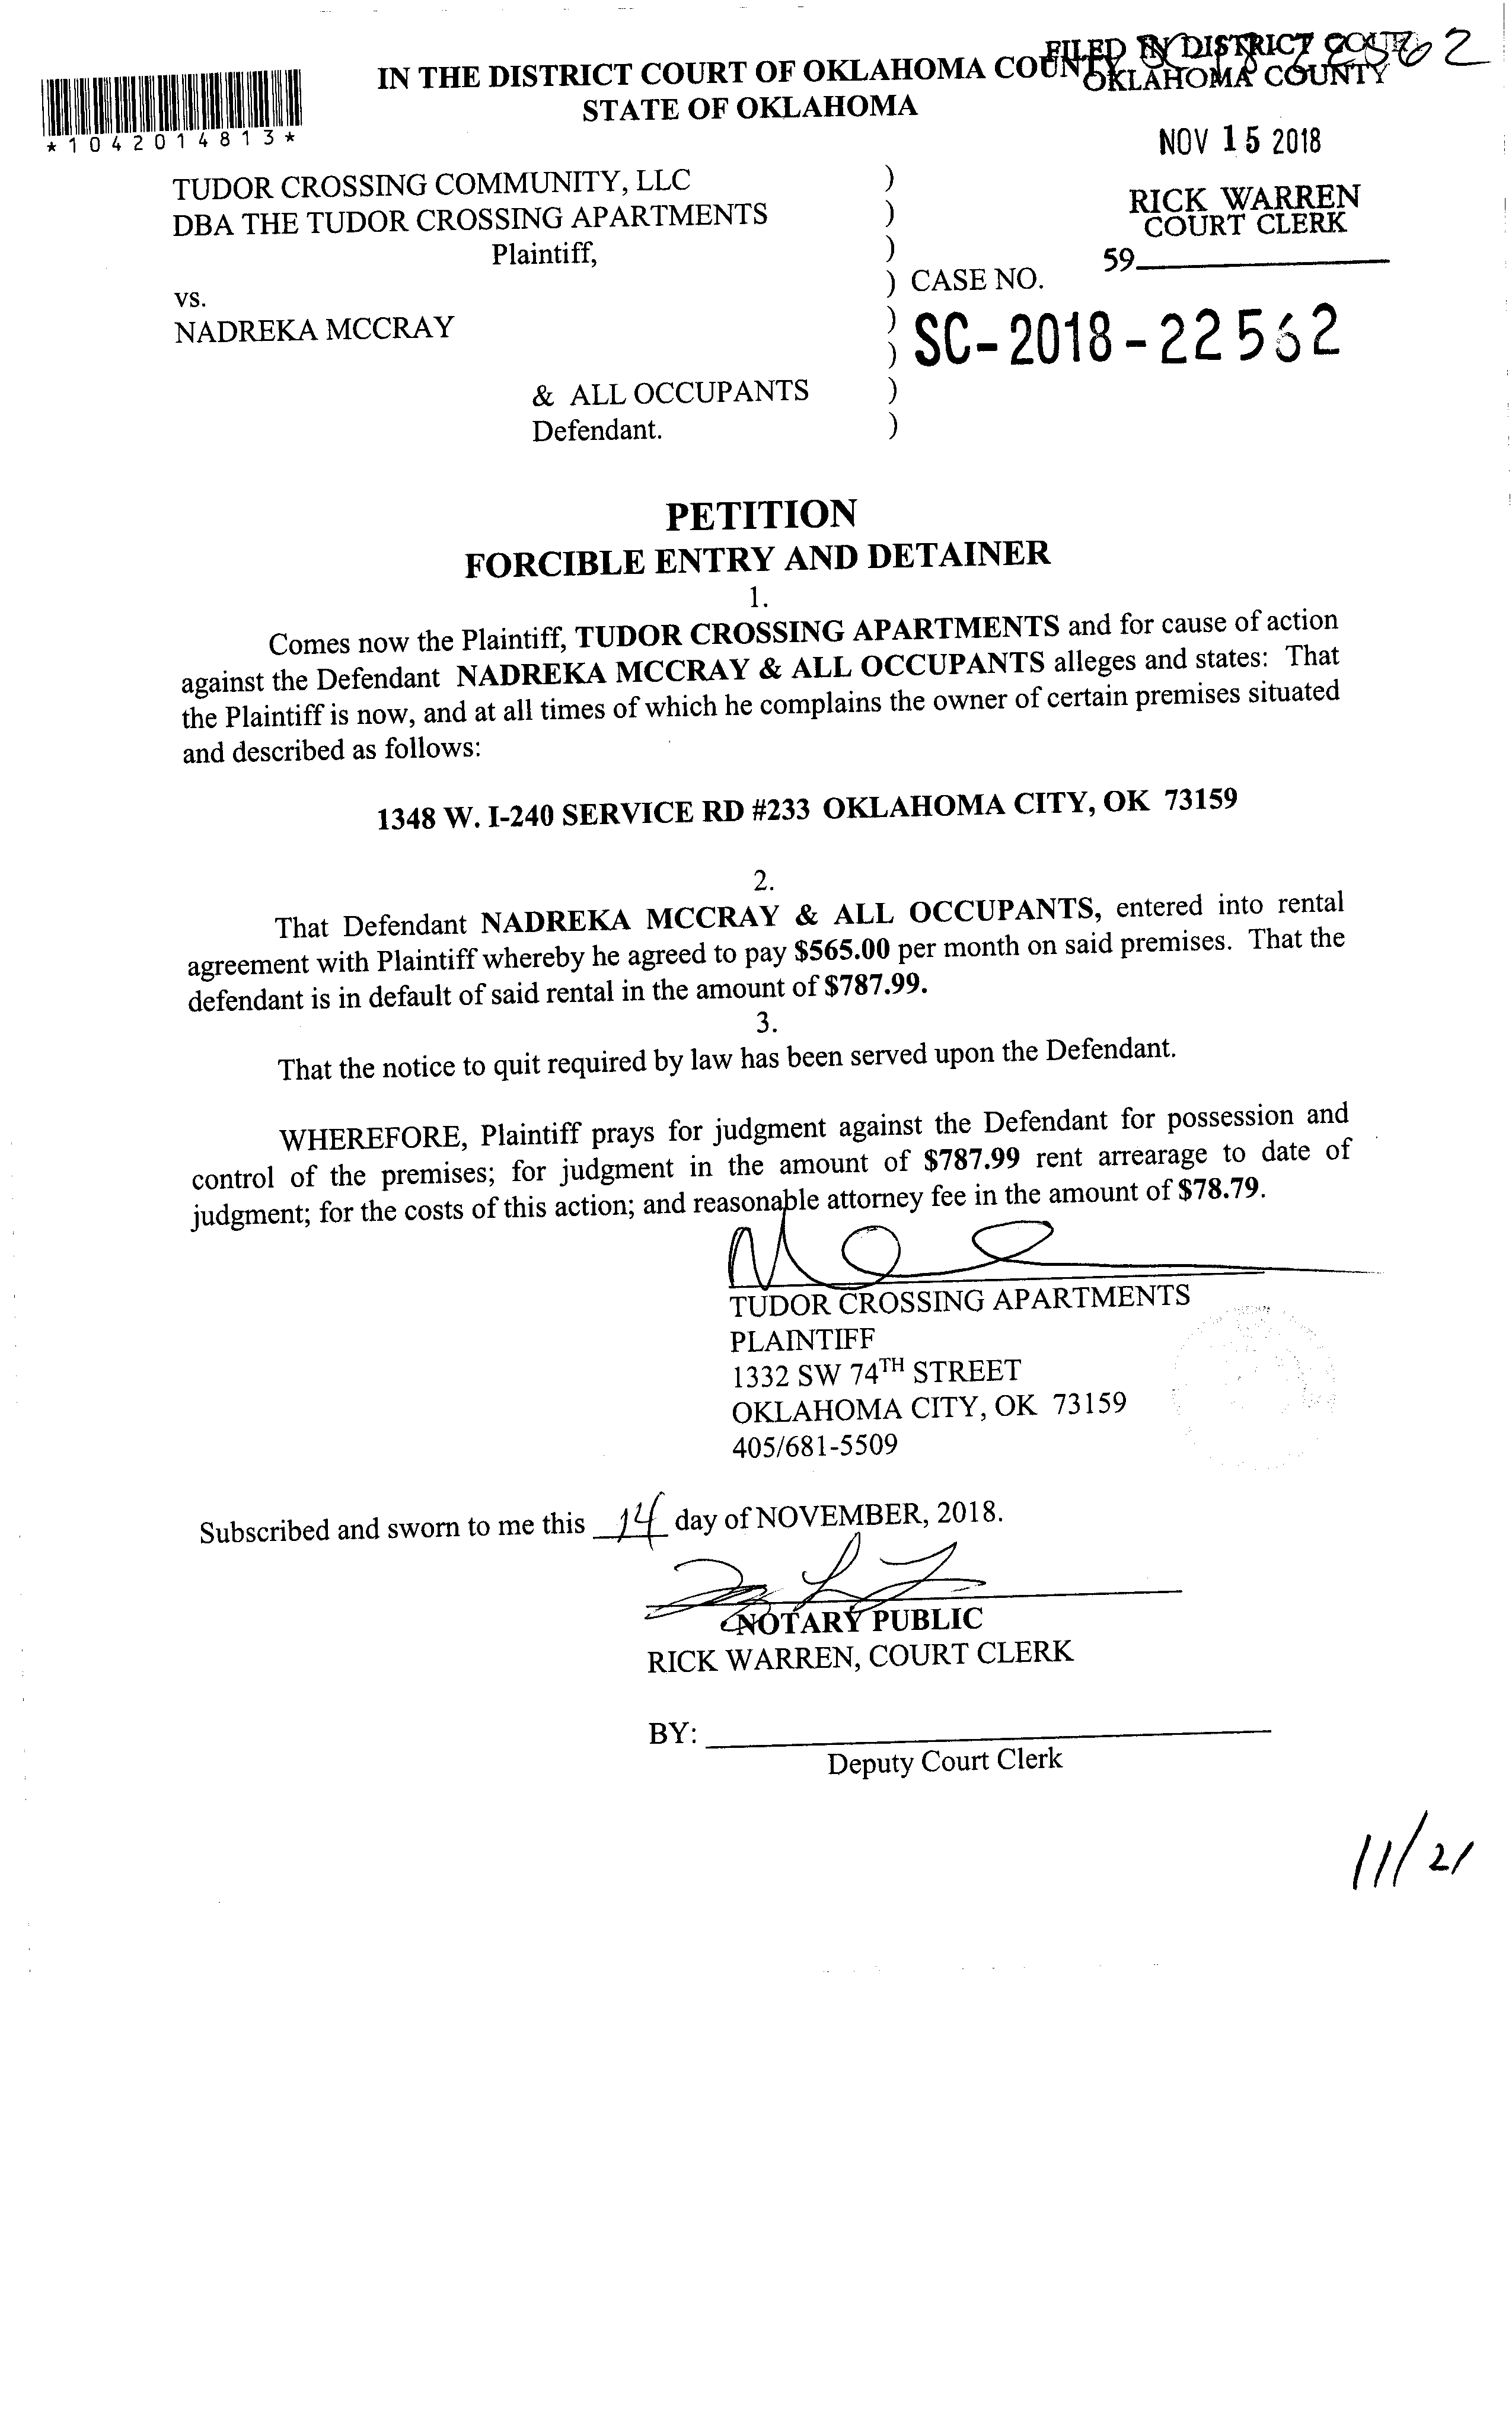 IN THE DISTRICT COURT OF OKLAHOMA COUNTY
STATE OF OKLAHOMA
FILED IN DISTRICT COURT
OKLAHOMA COUNTY
*1042014813*
NOV 15 2018
RICK WARREN
COURT CLERK
59
TUDOR CROSSING COMMUNITY, LLC )
DBA THE TUDOR CROSSING APARTMENTS )
Plaintiff, )
) CASE NO.
vs.
NADREKA MCCRAY )
) SC-2018-22562
& ALL OCCUPANTS )
Defendant. )
PETITION
FORCIBLE ENTRY AND DETAINER
1.
Comes now the Plaintiff, TUDOR CROSSING APARTMENTS and for cause of action
against the Defendant NADREKA MCCRAY & ALL OCCUPANTS alleges and states: That
the Plaintiff is now, and at all times of which he complains the owner of certain premises situated
and described as follows:
1348 W. I-240 SERVICE RD #233 OKLAHOMA CITY, OK 73159
2.
That Defendant NADREKA MCCRAY & ALL OCCUPANTS, entered into rental
agreement with Plaintiff whereby he agreed to pay $565.00 per month on said premises. That the
defendant is in default of said rental in the amount of $787.99.
3.
That the notice to quit required by law has been served upon the Defendant.
WHEREFORE, Plaintiff prays for judgment against the Defendant for possession and
control of the premises; for judgment in the amount of $787.99 rent arrearage to date of
judgment; for the costs of this action; and reasonable attorney fee in the amount of $78.79.
TUDOR CROSSING APARTMENTS
PLAINTIFF
1332 SW 74TH STREET
OKLAHOMA CITY, OK 73159
405/681-5509
Subscribed and sworn to me this 14 day of NOVEMBER, 2018.
NOTARY PUBLIC
RICK WARREN, COURT CLERK
BY:
Deputy Court Clerk
11/21